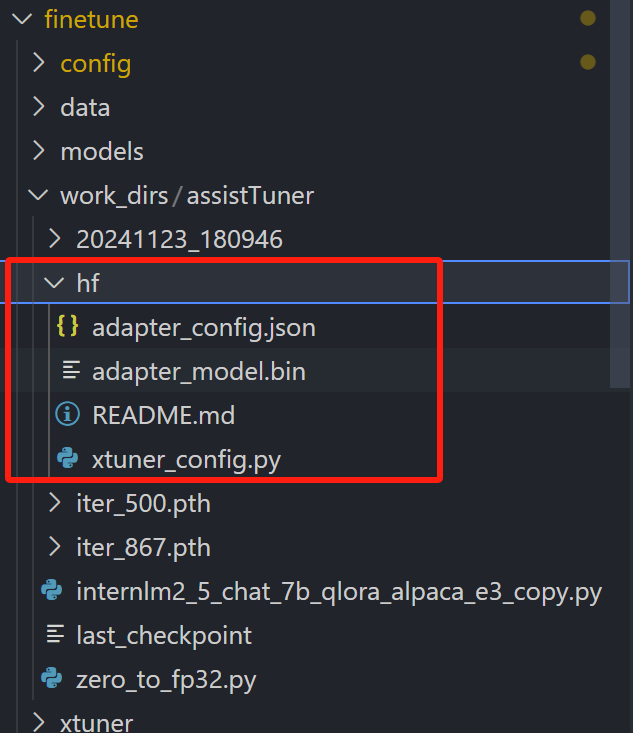 finetune
config
data
models
work_dirs/assistTuner
20241123_180946
hf
{} adapter_config.json
adapter_model.bin
README.md
xtuner_config.py
iter_500.pth
iter_867.pth
internlm2_5_chat_7b_qlora_alpaca_e3_copy.py
last_checkpoint
zero_to_fp32.py
xtuner